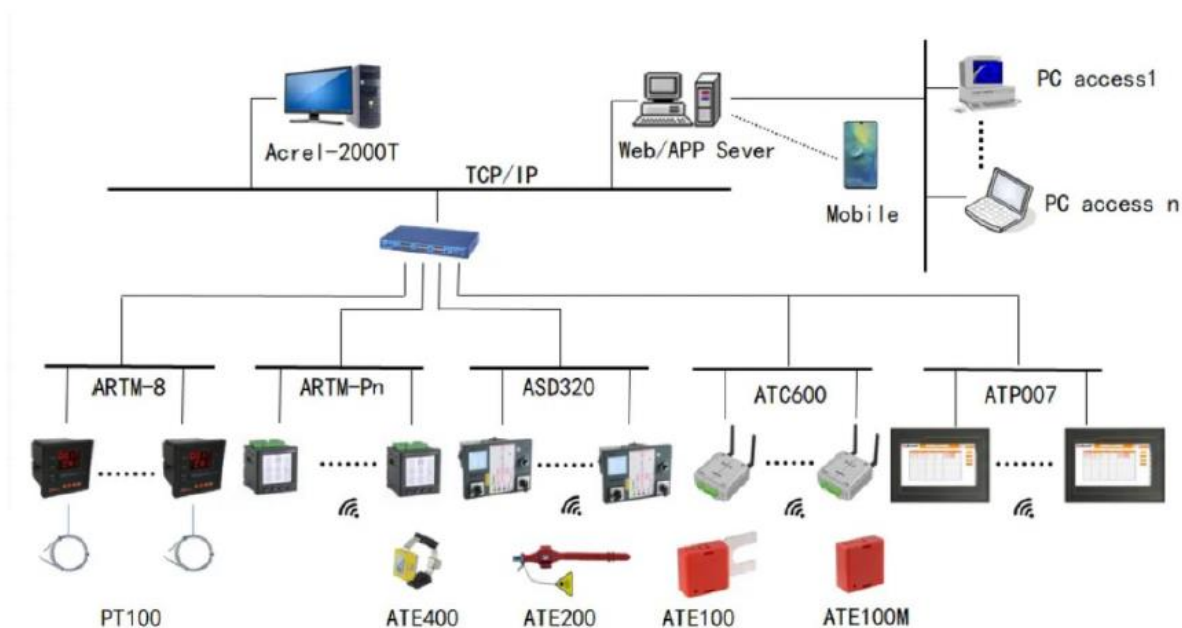 PC access1
Acrel-2000T
Web/APP Sever
TCP/IP
Mobile
PC access n
ARTM-8
ARTM-Pn
ASD320
ATC600
ATP007
PT100
ATE400
ATE200
ATE100
ATE100M